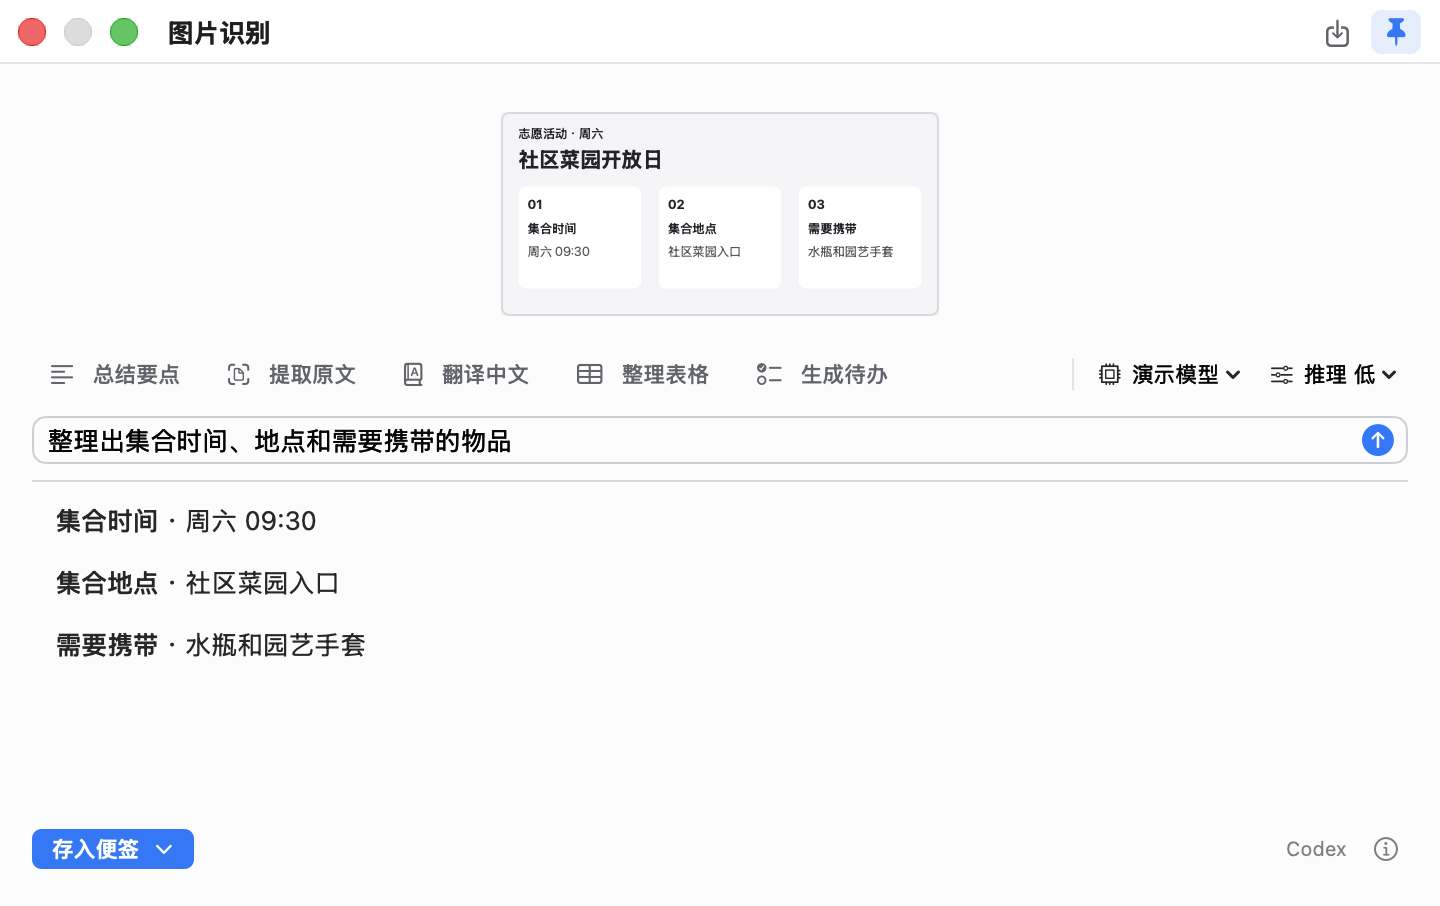 图片识别
志愿活动 · 周六
社区菜园开放日
01
集合时间
周六 09:30
02
集合地点
社区菜园入口
03
需要携带
水瓶和园艺手套
总结要点 提取原文 翻译中文 整理表格 生成待办 演示模型 推理 低
整理出集合时间、地点和需要携带的物品
集合时间 · 周六 09:30
集合地点 · 社区菜园入口
需要携带 · 水瓶和园艺手套
存入便签 Codex